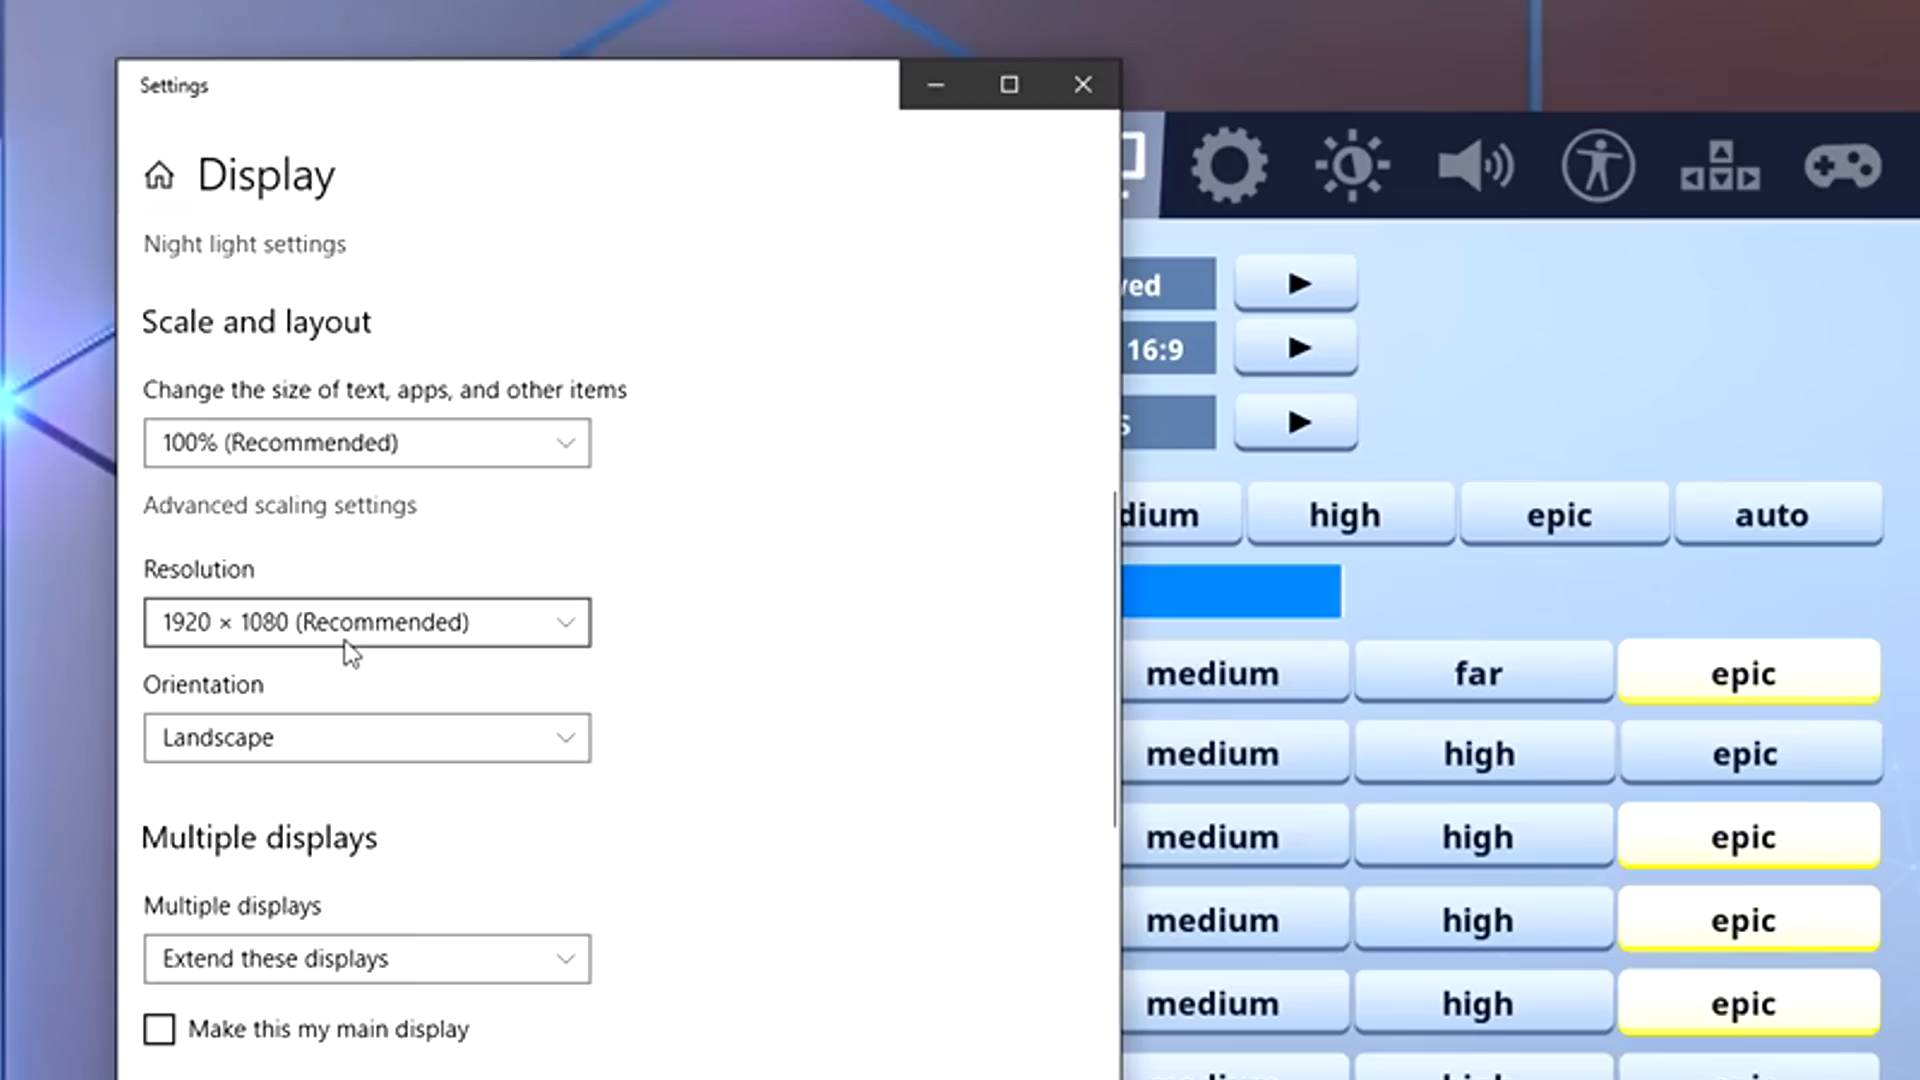 Settings
Display
Night light settings
Scale and layout
Change the size of text, apps, and other items
100% (Recommended)
Advanced scaling settings
Resolution
1920 × 1080 (Recommended)
Orientation
Landscape
Multiple displays
Multiple displays
Extend these displays
Make this my main display
16:9
high epic auto
medium far epic
medium high epic
medium high epic
medium high epic
medium high epic